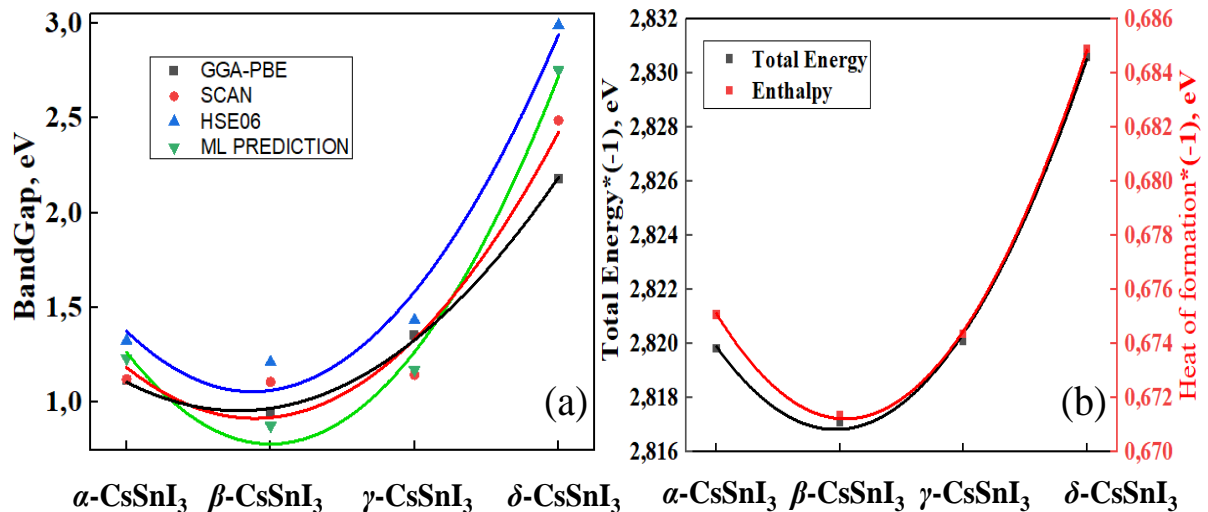 BandGap, eV
3,0
2,5
2,0
1,5
1,0
GGA-PBE
SCAN
HSE06
ML PREDICTION
(a)
α-CsSnI₃ β-CsSnI₃ γ-CsSnI₃ δ-CsSnI₃
Total Energy*(-1), eV
2,832
2,830
2,828
2,826
2,824
2,822
2,820
2,818
2,816
Total Energy
Enthalpy
(b)
0,686
0,684
0,682
0,680
0,678
0,676
0,674
0,672
0,670
Heat of formation*(-1), eV
α-CsSnI₃ β-CsSnI₃ γ-CsSnI₃ δ-CsSnI₃